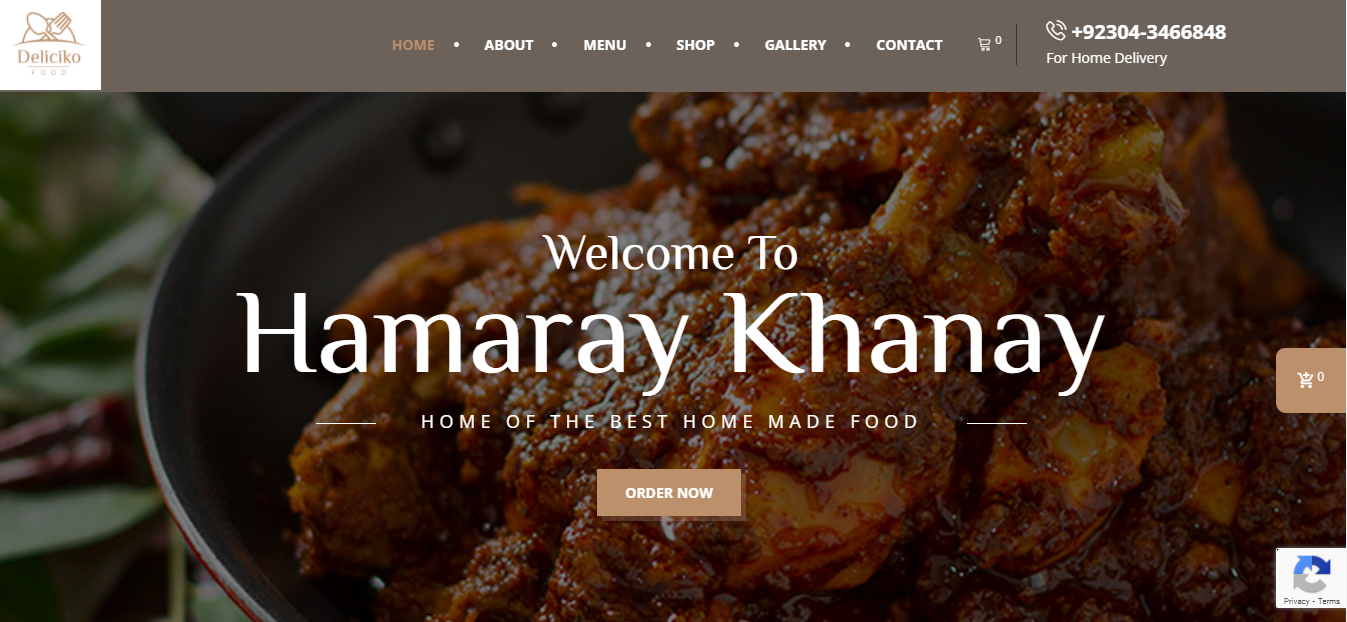 Deliciko
FOOD
HOME • ABOUT • MENU • SHOP • GALLERY • CONTACT
0
+92304-3466848
For Home Delivery
Welcome To
Hamaray Khanay
HOME OF THE BEST HOME MADE FOOD
ORDER NOW
0
Privacy - Terms